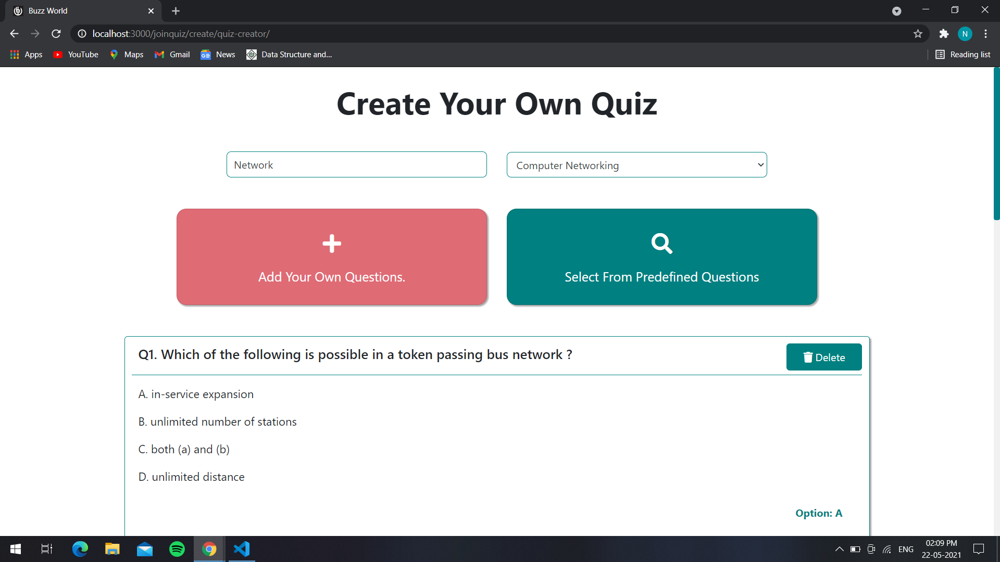 Buzz World
localhost:3000/joinquiz/create/quiz-creator/
N
Apps YouTube Maps Gmail GE News Data Structure and... Reading list
Create Your Own Quiz
Network Computer Networking
Add Your Own Questions. Select From Predefined Questions
Q1. Which of the following is possible in a token passing bus network ? Delete
A. in-service expansion
B. unlimited number of stations
C. both (a) and (b)
D. unlimited distance
Option: A
ENG
02:09 PM
22-05-2021